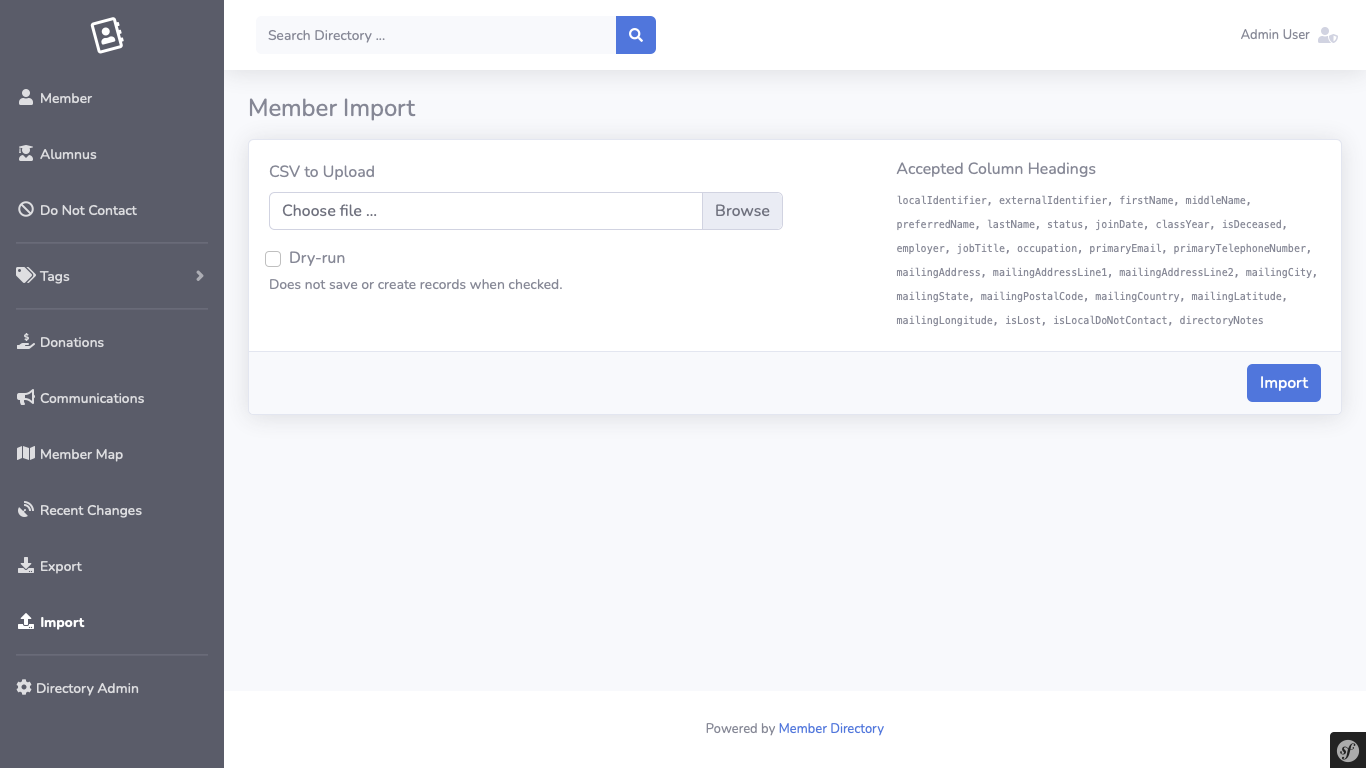 Search Directory ...
Admin User
Member
Alumnus
Do Not Contact
Tags
Donations
Communications
Member Map
Recent Changes
Export
Import
Directory Admin
Member Import
CSV to Upload
Choose file ...
Browse
Dry-run
Does not save or create records when checked.
Accepted Column Headings
localIdentifier, externalIdentifier, firstName, middleName,
preferredName, lastName, status, joinDate, classYear, isDeceased,
employer, jobTitle, occupation, primaryEmail, primaryTelephoneNumber,
mailingAddress, mailingAddressLine1, mailingAddressLine2, mailingCity,
mailingState, mailingPostalCode, mailingCountry, mailingLatitude,
mailingLongitude, isLost, isLocalDoNotContact, directoryNotes
Import
Powered by Member Directory
sf